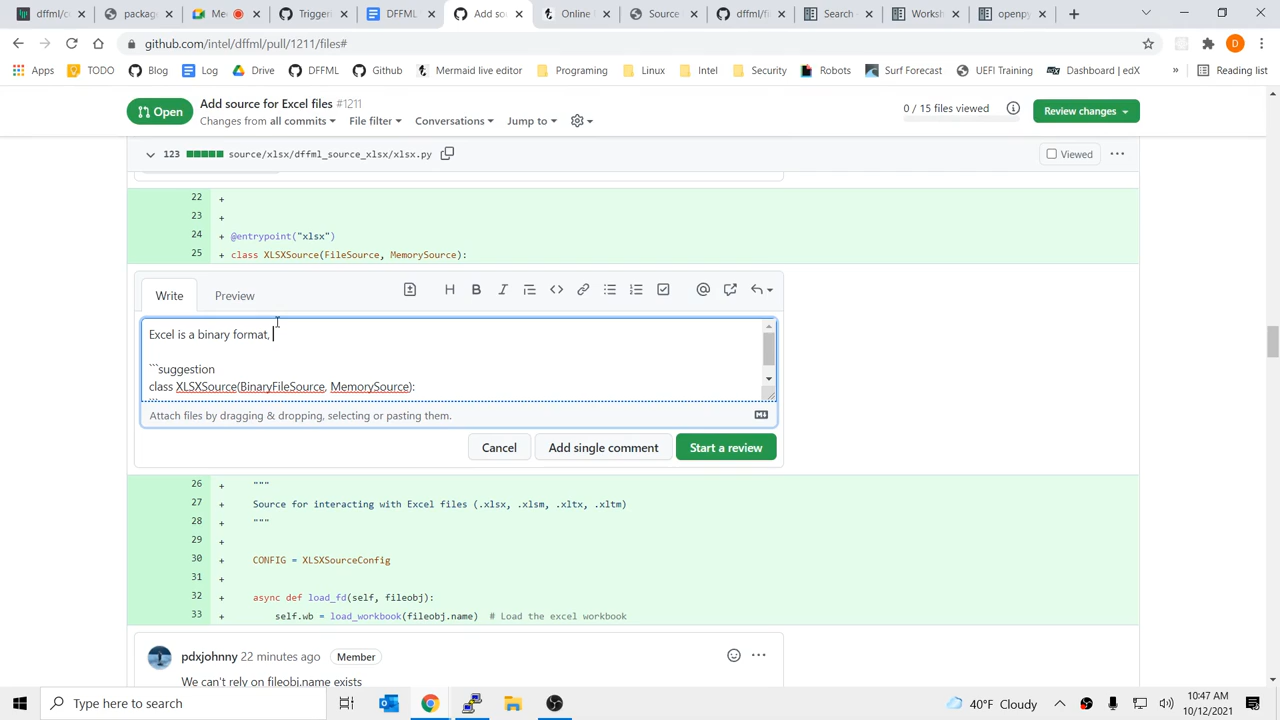 dffml/c
package
Me
DFFML
Add so
Online
Source
dffml/
Search
Worksh
openpy
github.com/intel/dffml/pull/1211/files#
Apps
TODO
Blog
Log
Drive
DFFML
Github
Mermaid live editor
Programing
Linux
Intel
Security
Robots
Surf Forecast
UEFI Training
Dashboard | edX
»
Reading list
Open
Add source for Excel files #1211
Changes from all commits
File filter
Conversations
Jump to
0 / 15 files viewed
Review changes
123
source/xlsx/dffml_source_xlsx/xlsx.py
Viewed
22 +
23 +
24 + @entrypoint("xlsx")
25 + class XLSXSource(FileSource, MemorySource):
Write
Preview
Excel is a binary format,
```suggestion
class XLSXSource(BinaryFileSource, MemorySource):
Attach files by dragging & dropping, selecting or pasting them.
Cancel
Add single comment
Start a review
26 + """
27 + Source for interacting with Excel files (.xlsx, .xlsm, .xltx, .xltm)
28 + """
29 +
30 + CONFIG = XLSXSourceConfig
31 +
32 + async def load_fd(self, fileobj):
33 + self.wb = load_workbook(fileobj.name) # Load the excel workbook
pdxjohnny 22 minutes ago
Member
We can't rely on fileobj.name exists
Type here to search
40°F Cloudy
10:47 AM
10/12/2021